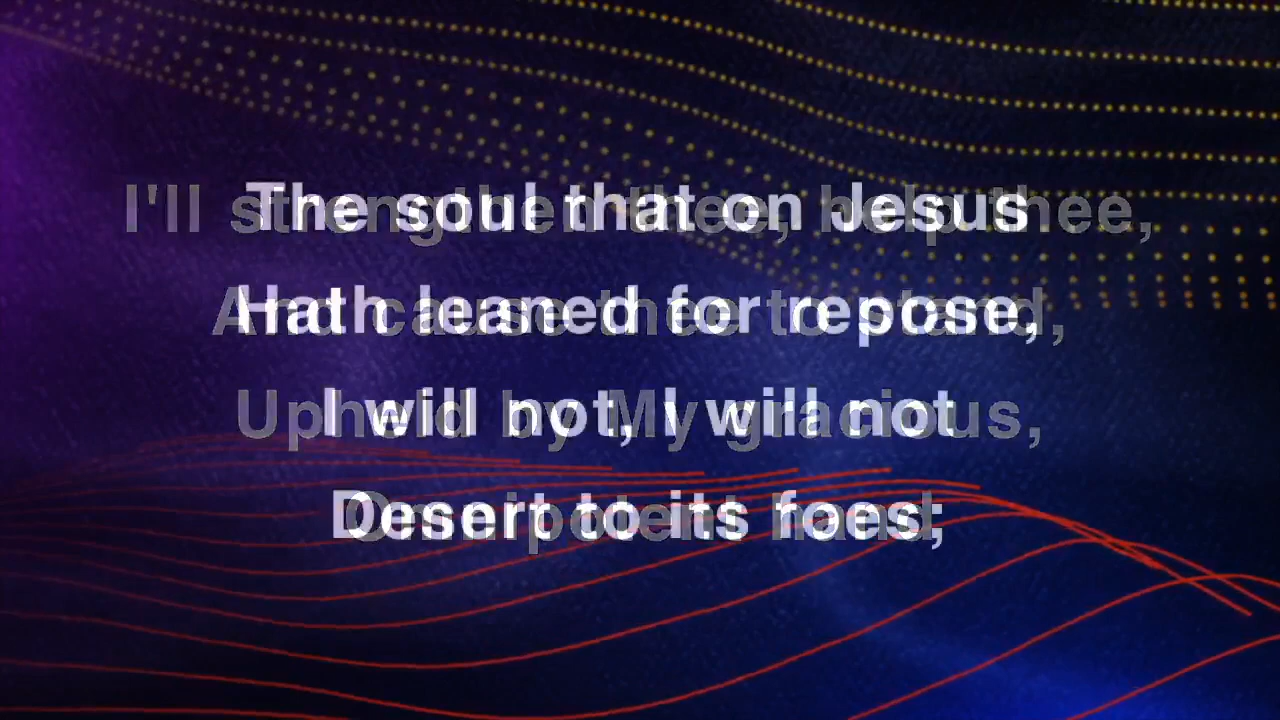 The soul that on Jesus
Hath leaned for repose,
I will not, I will not
Desert to its foes;
I'll strengthen thee, help thee,
And cause thee to stand,
Upheld by My gracious,
Omnipotent hand